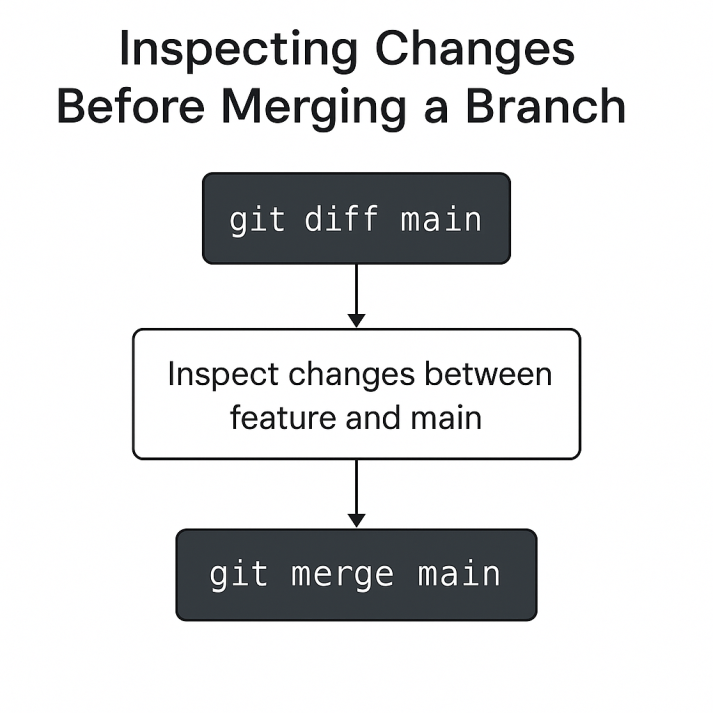 Inspecting Changes
Before Merging a Branch
git diff main
Inspect changes between
feature and main
git merge main